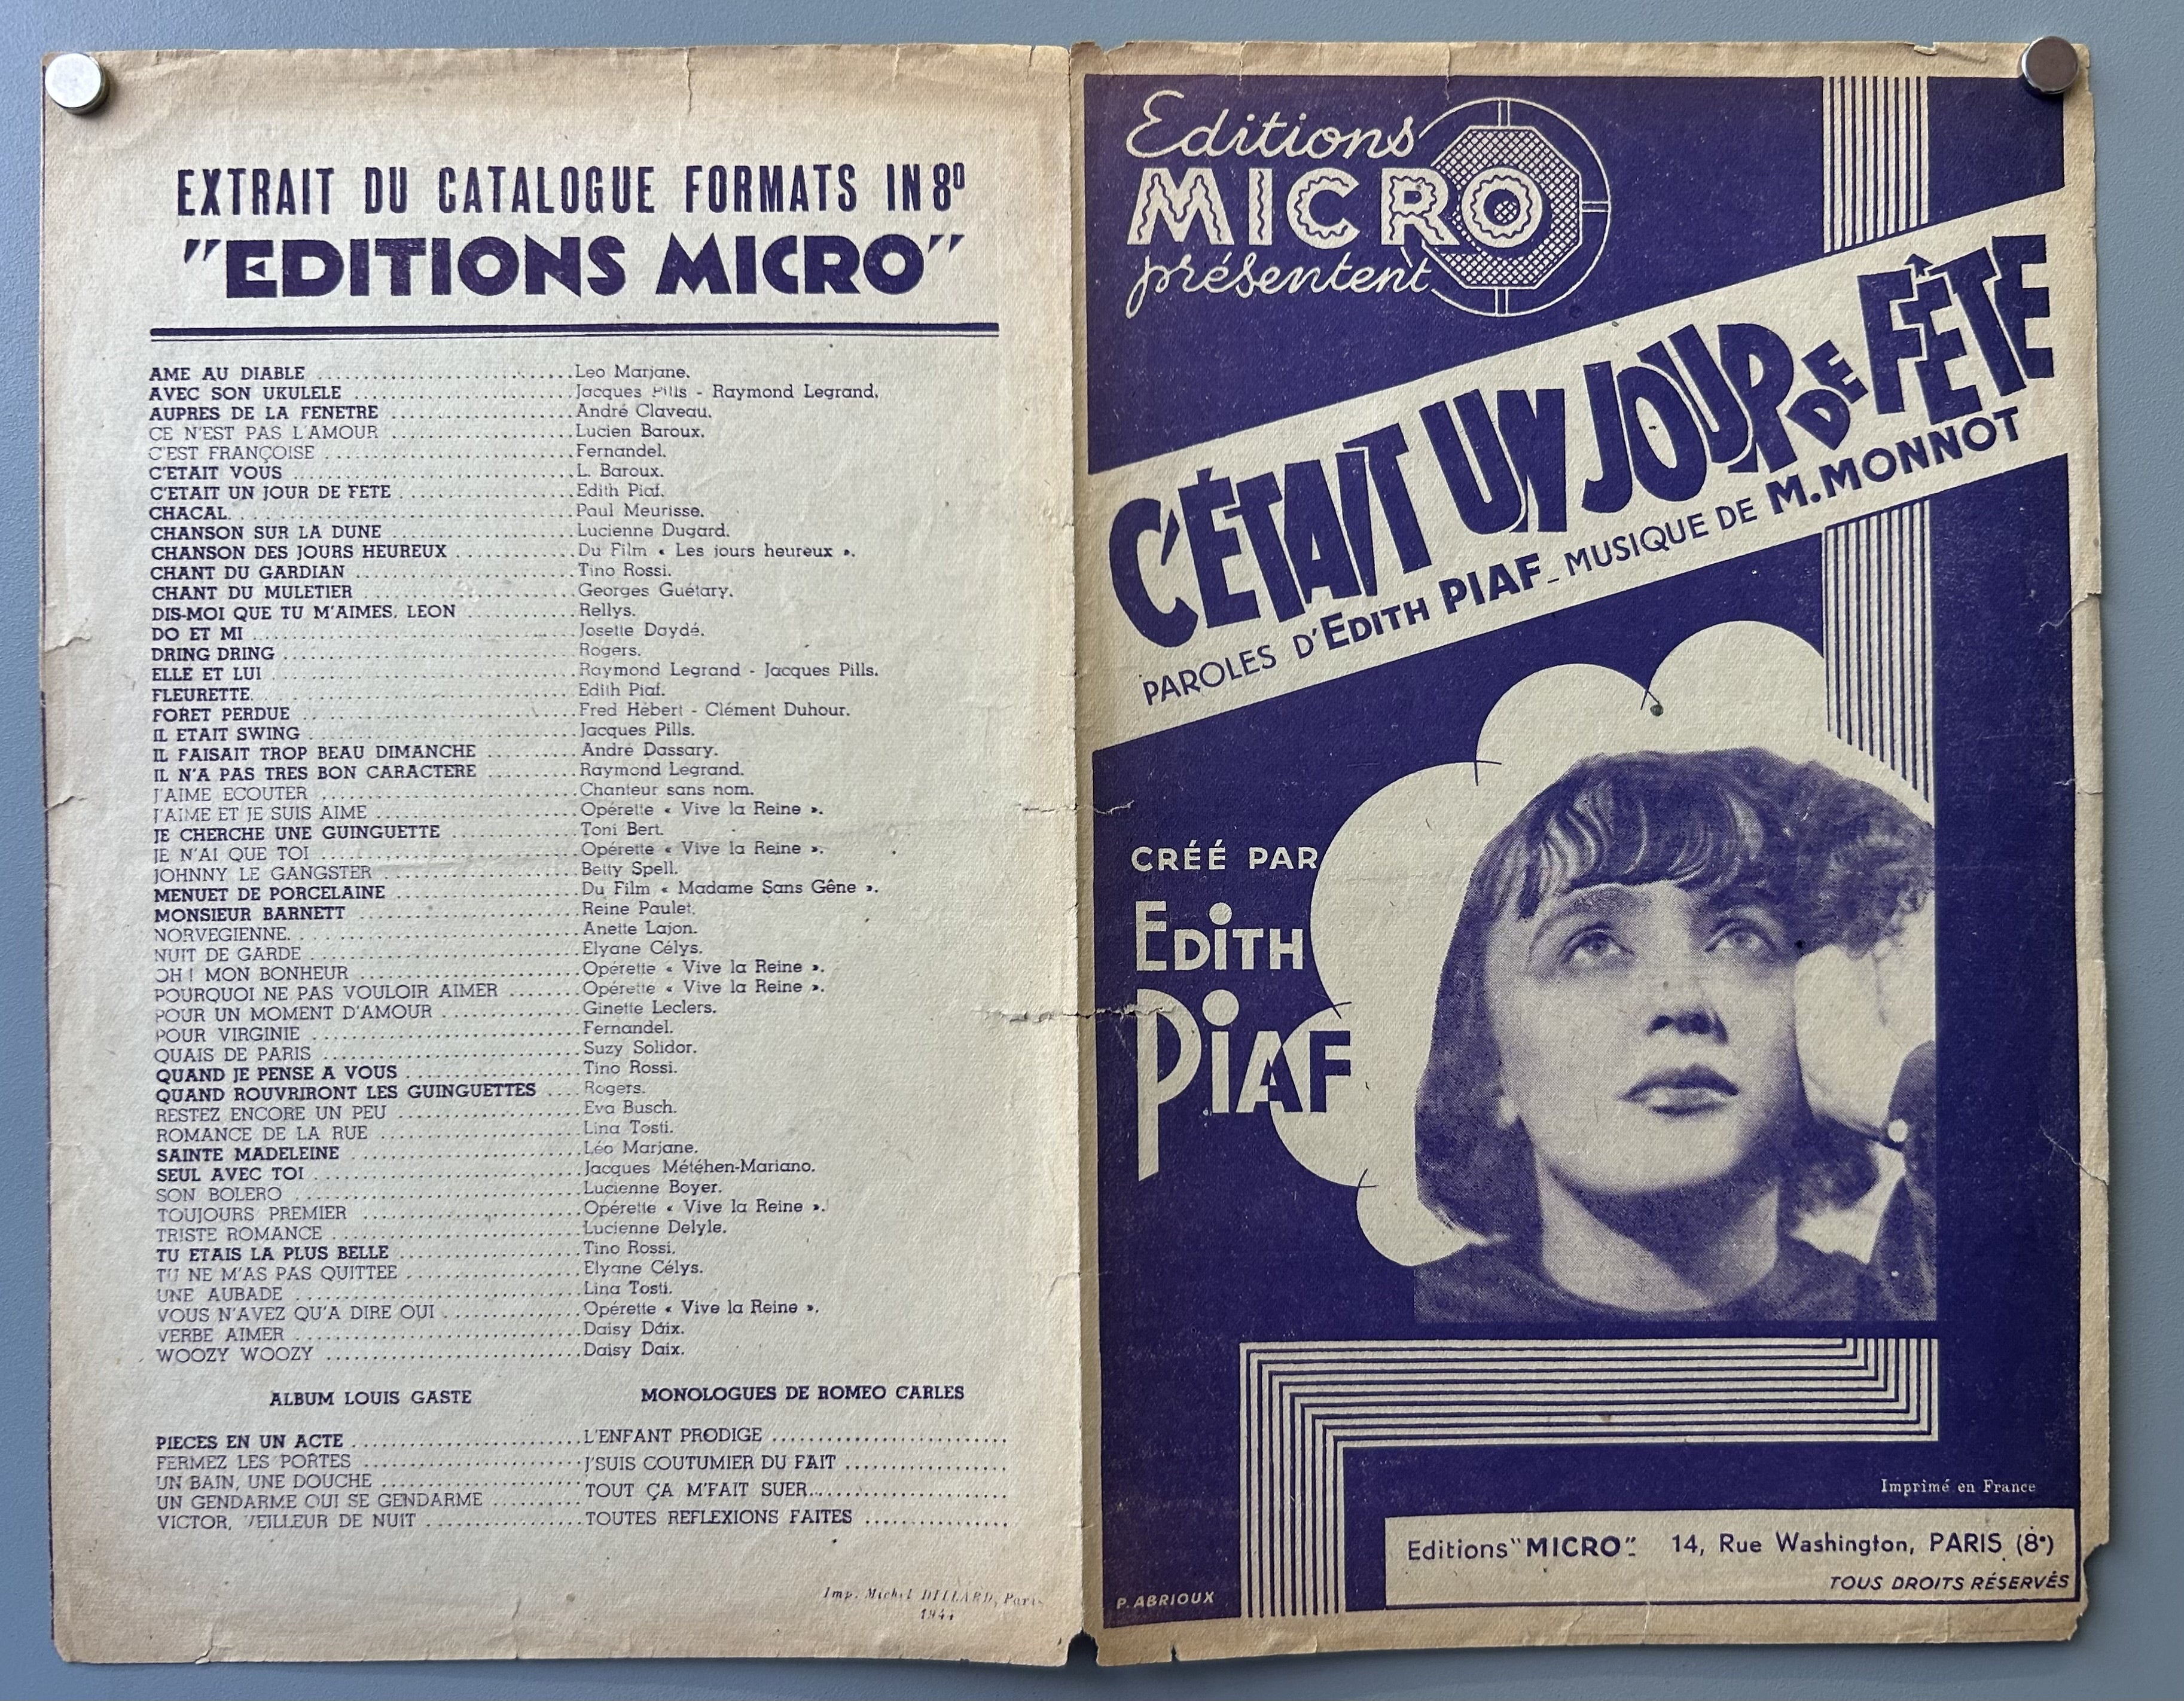 EXTRAIT DU CATALOGUE FORMATS IN 8º
"EDITIONS MICRO"
AME AU DIABLE ........ Leo Marjane.
AVEC SON UKULELE ........ Jacques Pills - Raymond Legrand.
AUPRES DE LA FENETRE ........ André Claveau.
CE N'EST PAS L'AMOUR ........ Lucien Baroux.
C'EST FRANÇOISE ........ Fernandel.
C'ETAIT VOUS ........ L. Baroux.
C'ETAIT UN JOUR DE FETE ........ Edith Piaf.
CHACAL ........ Paul Meurisse.
CHANSON SUR LA DUNE ........ Lucienne Dugard.
CHANSON DES JOURS HEUREUX ........ Du Film « Les jours heureux ».
CHANT DU GARDIAN ........ Tino Rossi.
CHANT DU MULETIER ........ Georges Guétary.
DIS-MOI QUE TU M'AIMES, LEON ........ Rellys.
DO ET MI ........ Josette Daydé.
DRING DRING ........ Rogers.
ELLE ET LUI ........ Raymond Legrand - Jacques Pills.
FLEURETTE ........ Edith Piaf.
FORET PERDUE ........ Fred Hébert - Clément Duhour.
IL ETAIT SWING ........ Jacques Pills.
IL FAISAIT TROP BEAU DIMANCHE ........ André Dassary.
IL N'A PAS TRES BON CARACTERE ........ Raymond Legrand.
J'AIME ECOUTER ........ Chanteur sans nom.
J'AIME ET JE SUIS AIME ........ Opérette « Vive la Reine ».
JE CHERCHE UNE GUINGUETTE ........ Toni Bert.
JE N'AI QUE TOI ........ Opérette « Vive la Reine ».
JOHNNY LE GANGSTER ........ Betty Spell.
MENUET DE PORCELAINE ........ Du Film « Madame Sans Gêne ».
MONSIEUR BARNETT ........ Reine Paulet.
NORVEGIENNE ........ Anette Lajon.
NUIT DE GARDE ........ Elyane Célys.
OH ! MON BONHEUR ........ Opérette « Vive la Reine ».
POURQUOI NE PAS VOULOIR AIMER ........ Opérette « Vive la Reine ».
POUR UN MOMENT D'AMOUR ........ Ginette Leclers.
POUR VIRGINIE ........ Fernandel.
QUAIS DE PARIS ........ Suzy Solidor.
QUAND JE PENSE A VOUS ........ Tino Rossi.
QUAND ROUVRIRONT LES GUINGUETTES .... Rogers.
RESTEZ ENCORE UN PEU ........ Eva Busch.
ROMANCE DE LA RUE ........ Lina Tosti.
SAINTE MADELEINE ........ Léo Marjane.
SEUL AVEC TOI ........ Jacques Météhen-Mariano.
SON BOLERO ........ Lucienne Boyer.
TOUJOURS PREMIER ........ Opérette « Vive la Reine ».
TRISTE ROMANCE ........ Lucienne Delyle.
TU ETAIS LA PLUS BELLE ........ Tino Rossi.
TU NE M'AS PAS QUITTEE ........ Elyane Célys.
UNE AUBADE ........ Lina Tosti.
VOUS N'AVEZ QU'A DIRE OUI ........ Opérette « Vive la Reine ».
VERBE AIMER ........ Daisy Daix.
WOOZY WOOZY ........ Daisy Daix.
ALBUM LOUIS GASTE
PIECES EN UN ACTE ........
FERMEZ LES PORTES ........
UN BAIN, UNE DOUCHE ........
UN GENDARME QUI SE GENDARME ........
VICTOR, VEILLEUR DE NUIT ........
MONOLOGUES DE ROMEO CARLES
L'ENFANT PRODIGE ........
J'SUIS COUTUMIER DU FAIT ........
TOUT ÇA M'FAIT SUER ........
TOUTES REFLEXIONS FAITES ........
Imp. Michel DILLARD, Paris
Editions
MICRO
présentent
C'ÉTAIT UN JOUR DE FÊTE
PAROLES D'EDITH PIAF - MUSIQUE DE M. MONNOT
CRÉÉ PAR
EDITH
PIAF
Imprimé en France
Editions "MICRO" 14, Rue Washington, PARIS (8e)
TOUS DROITS RÉSERVÉS
P. ABRIOUX